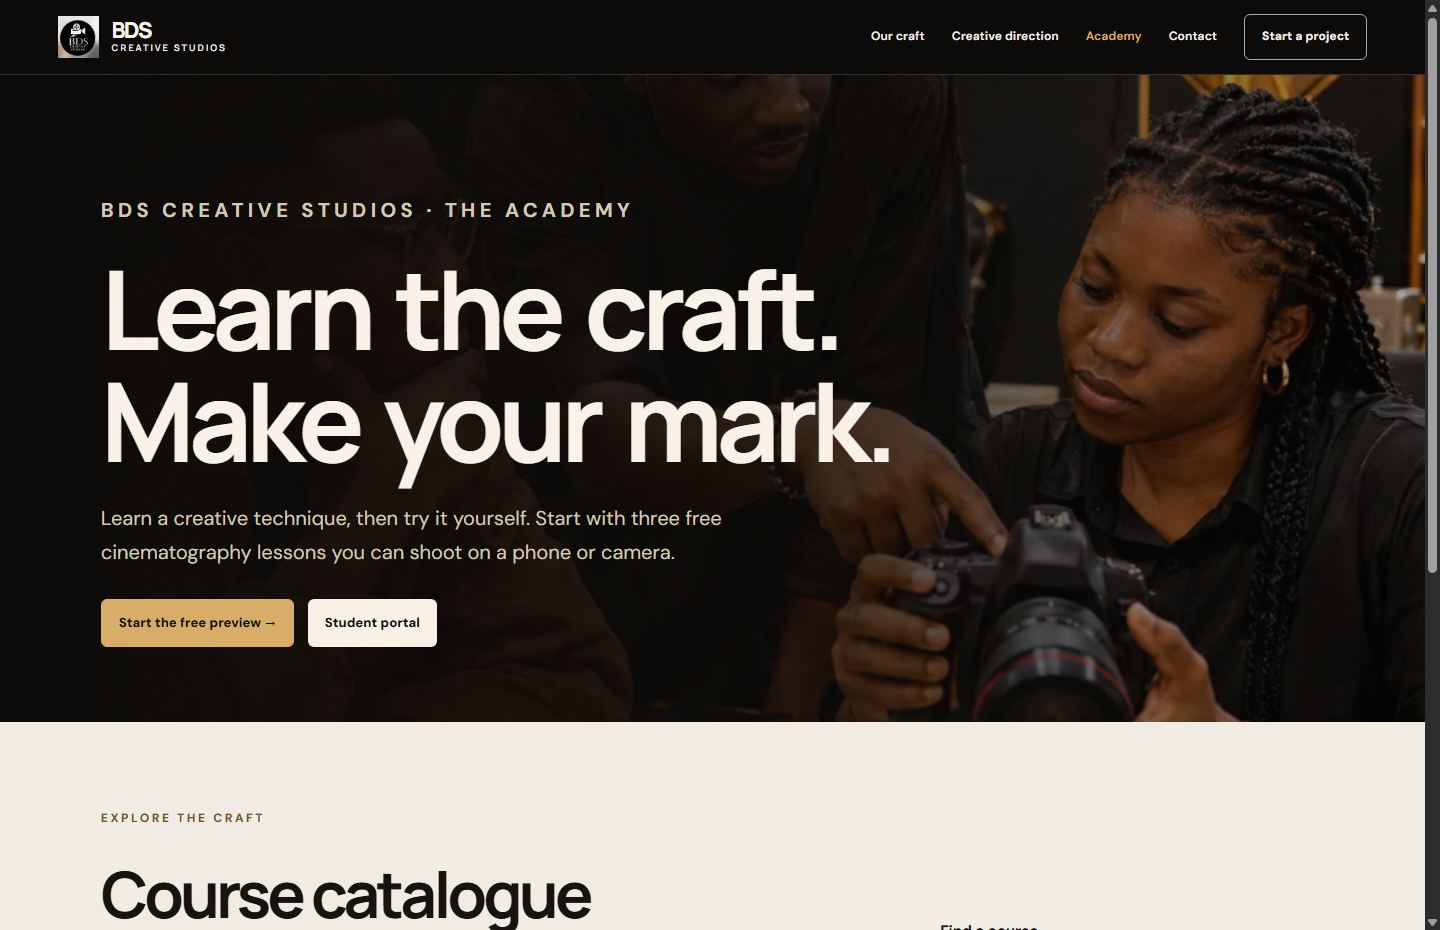 BDS
CREATIVE STUDIOS
Our craft
Creative direction
Academy
Contact
Start a project
BDS CREATIVE STUDIOS · THE ACADEMY
Learn the craft.
Make your mark.
Learn a creative technique, then try it yourself. Start with three free
cinematography lessons you can shoot on a phone or camera.
Start the free preview →
Student portal
EXPLORE THE CRAFT
Course catalogue
Find a course